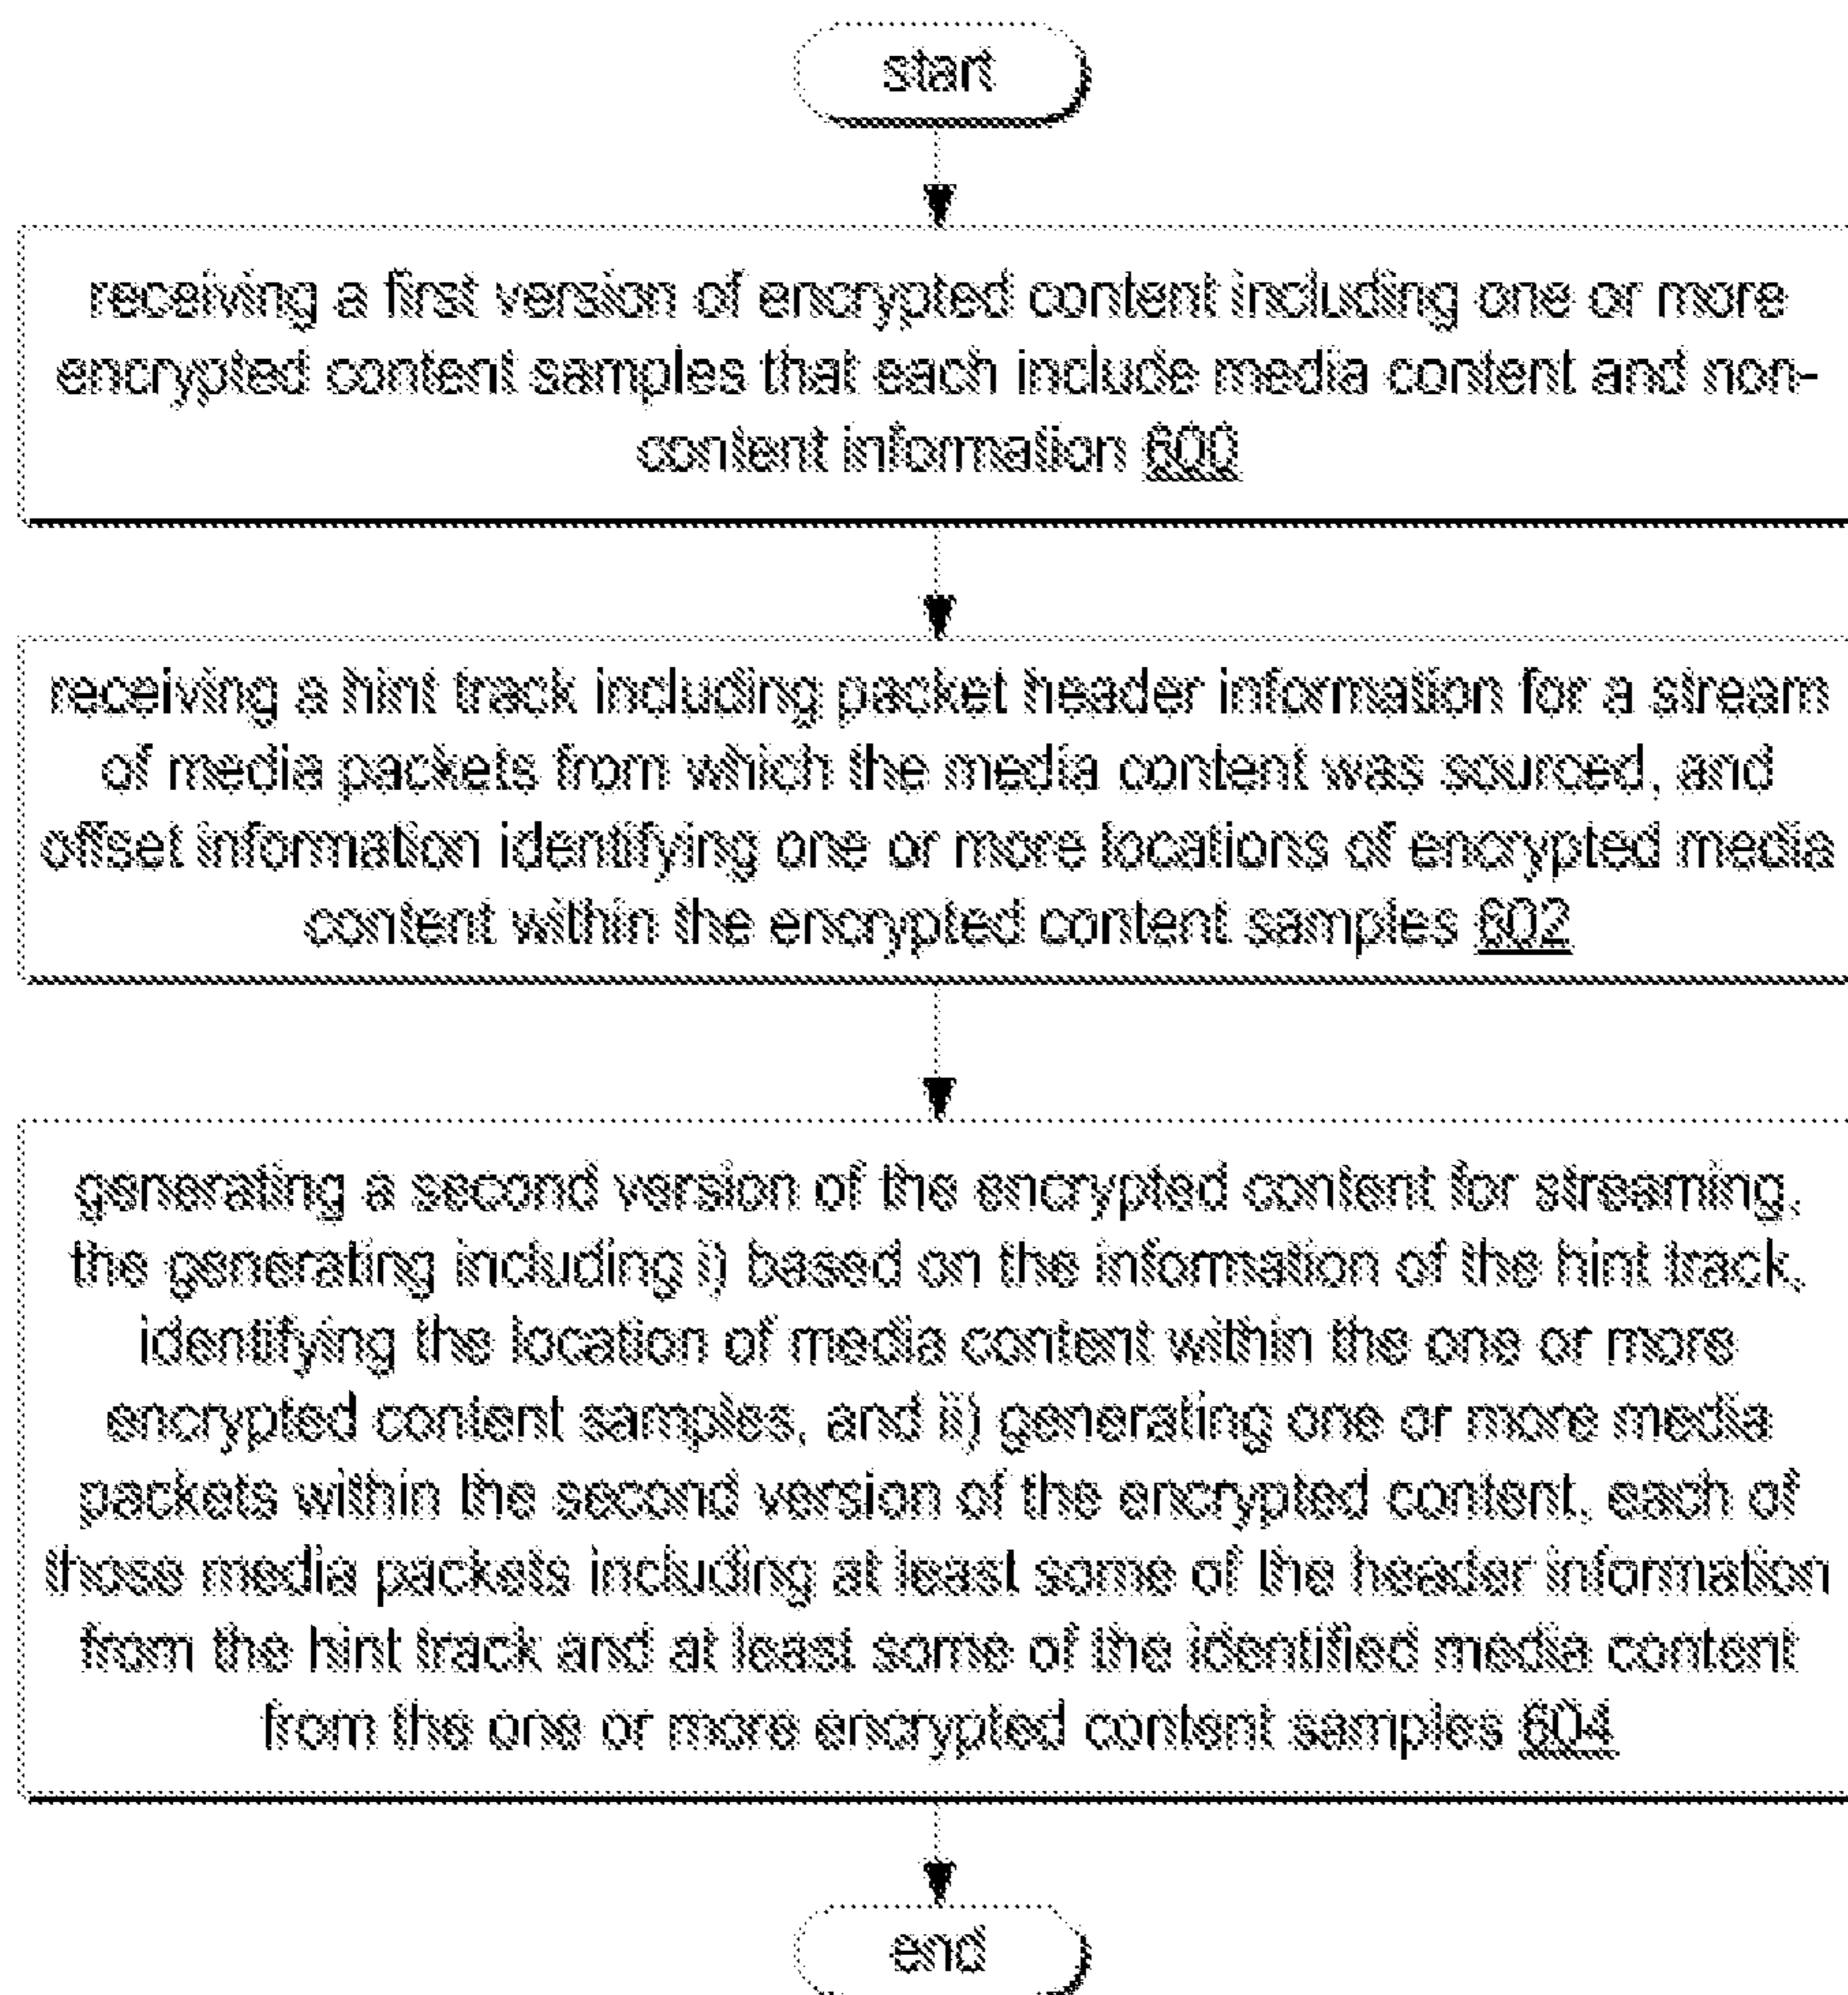 start
receiving a first version of encrypted content including one or more
encrypted content samples that each include media content and non-
content information 600
receiving a hint track including packet header information for a stream
of media packets from which the media content was sourced, and
offset information identifying one or more locations of encrypted media
content within the encrypted content samples 602
generating a second version of the encrypted content for streaming,
the generating including i) based on the information of the hint track,
identifying the location of media content within the one or more
encrypted content samples, and ii) generating one or more media
packets within the second version of the encrypted content, each of
those media packets including at least some of the header information
from the hint track and at least some of the identified media content
from the one or more encrypted content samples 604
end